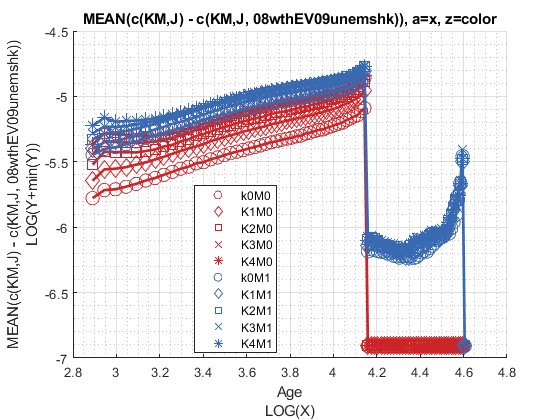 MEAN(c(KM,J) - c(KM,J, 08wthEV09unemshk)), a=x, z=color
MEAN(c(KM,J) - c(KM,J, 08wthEV09unemshk))
LOG(Y+min(Y))
-4.5
-5
-5.5
-6
-6.5
-7
k0M0
K1M0
K2M0
K3M0
K4M0
k0M1
K1M1
K2M1
K3M1
K4M1
2.8 3 3.2 3.4 3.6 3.8 4 4.2 4.4 4.6 4.8
Age
LOG(X)